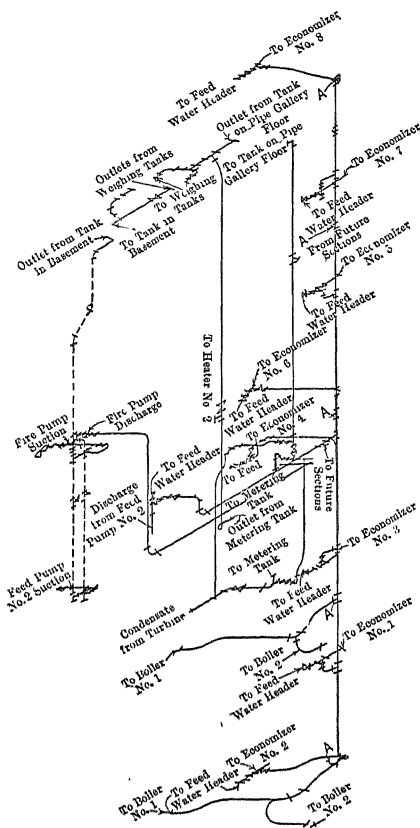 To Economizer
No. 8
To Feed
Water Header
A
Outlet from Tank
on Pipe Gallery
Floor
To Tank on Pipe
Gallery Floor
Outlets from
Weighing Tanks
To Weighing
Tanks
To Tank in
Basement
Outlet from Tank
in Basement
To Economizer
No. 7
To Feed
Water Header
A
From Future
Sections
To Economizer
No. 5
To Feed
Water Header
To Heater No 2
To Economizer
No. 6
To Feed
Water Header
To Economizer
No. 4
To Feed
A
Fire Pump
Suction
Fire Pump
Discharge
To Feed
Water Header
Discharge
from Feed
Pump No. 2
To Metering
Tank
Outlet from
Metering Tank
To Future
Sections
To Economizer
No. 3
To Feed
Water Header
To Metering
Tank
Feed Pump
No. 2 Suction
Condensate
from Turbine
A
To Boiler
No. 1
To Economizer
No. 1
To Boiler
No. 2
To Feed
Water Header
A
To Economizer
No. 2
To Feed
Water Header
To Boiler
To Boiler
No. 2